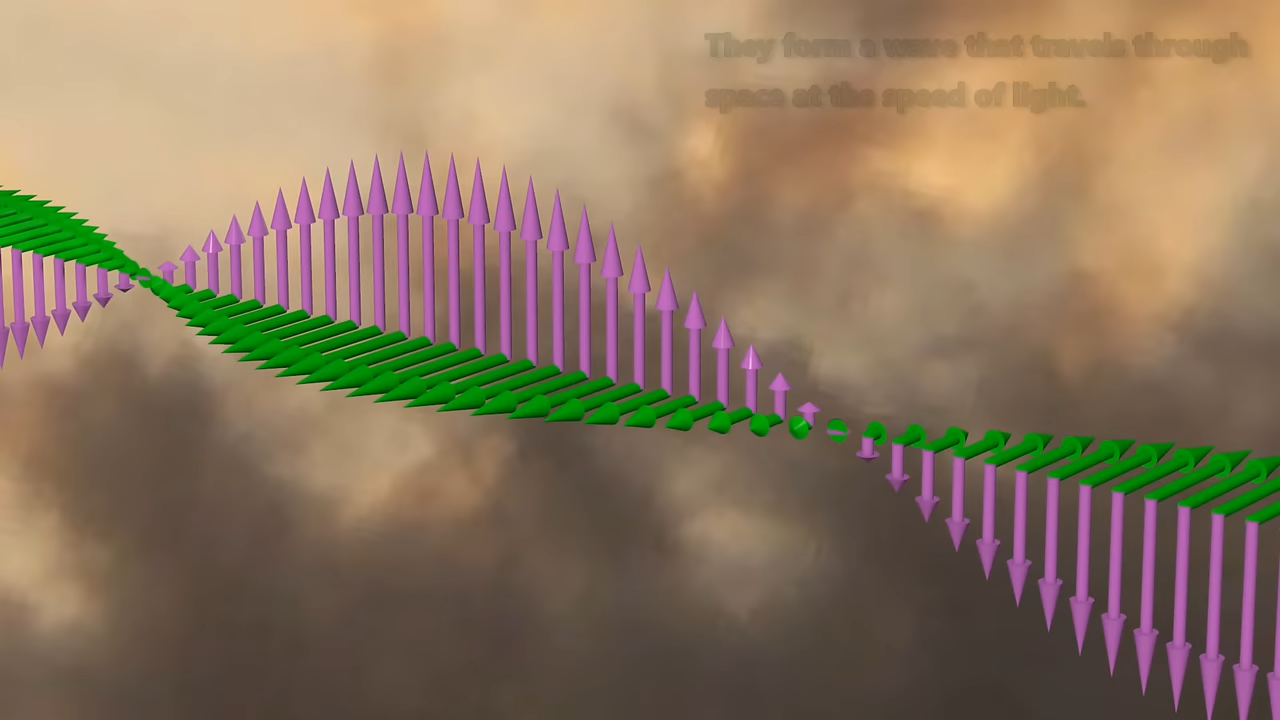 They form a wave that travels through
space at the speed of light.